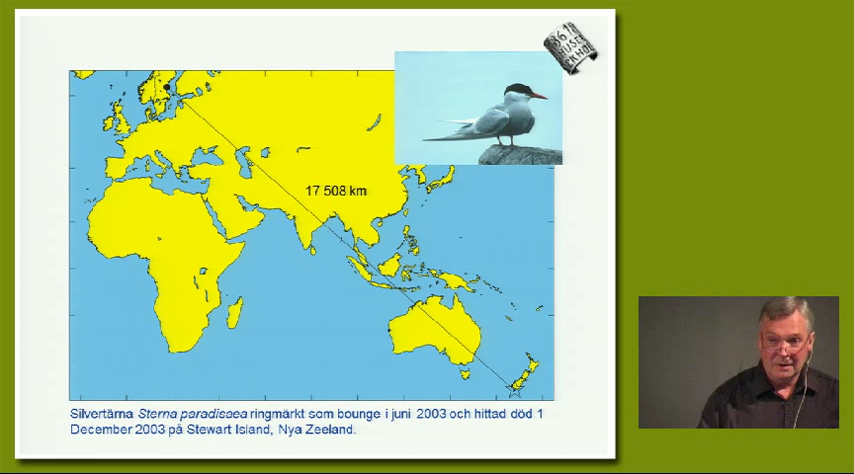 17 508 km
Silvertärna Sterna paradisaea ringmärkt som bounge i juni 2003 och hittad död 1
December 2003 på Stewart Island, Nya Zeeland.